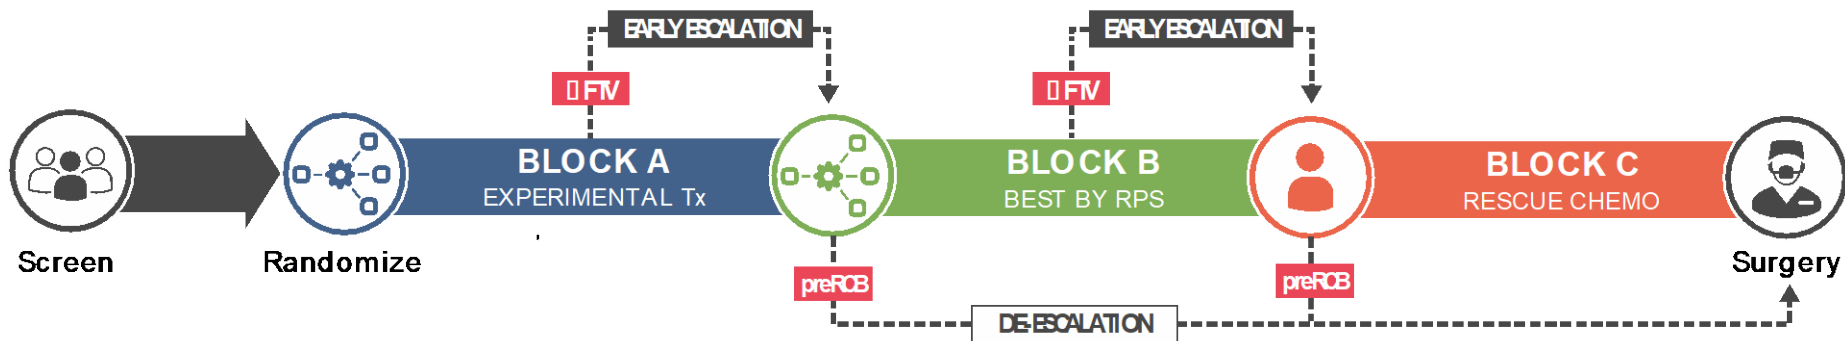 EARLY ESCALATION
EARLY ESCALATION
▯ FTV
▯ FTV
BLOCK A
EXPERIMENTAL Tx
BLOCK B
BEST BY RPS
BLOCK C
RESCUE CHEMO
Screen
Randomize
Surgery
preRCB
preRCB
DE-ESCALATION